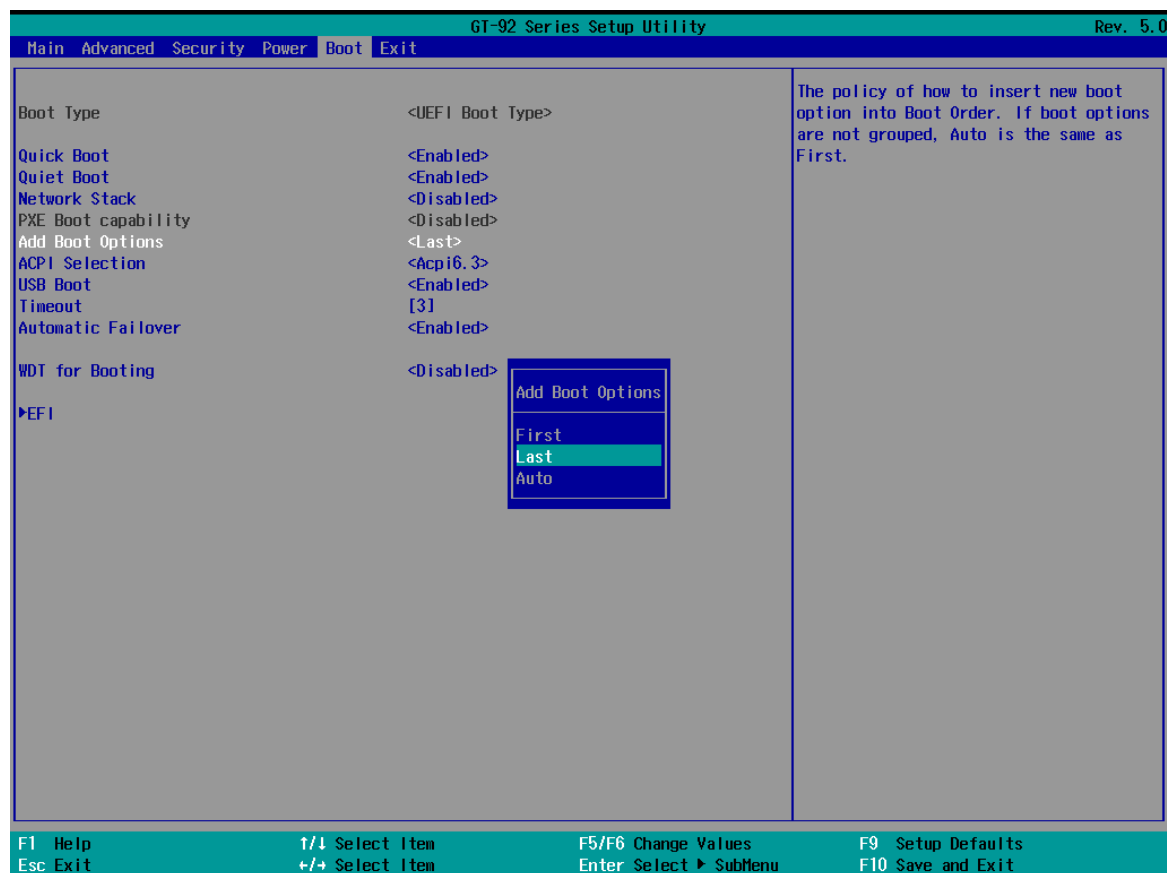 GT-92 Series Setup Utility Rev. 5.0
Main Advanced Security Power Boot Exit
Boot Type <UEFI Boot Type>
Quick Boot <Enabled>
Quiet Boot <Enabled>
Network Stack <Disabled>
PXE Boot capability <Disabled>
Add Boot Options <Last>
ACPI Selection <Acpi6.3>
USB Boot <Enabled>
Timeout [3]
Automatic Failover <Enabled>
WDT for Booting <Disabled>
▶EFI
Add Boot Options
First
Last
Auto
The policy of how to insert new boot
option into Boot Order. If boot options
are not grouped, Auto is the same as
First.
F1 Help ↑/↓ Select Item F5/F6 Change Values F9 Setup Defaults
Esc Exit ←/→ Select Item Enter Select ▶ SubMenu F10 Save and Exit